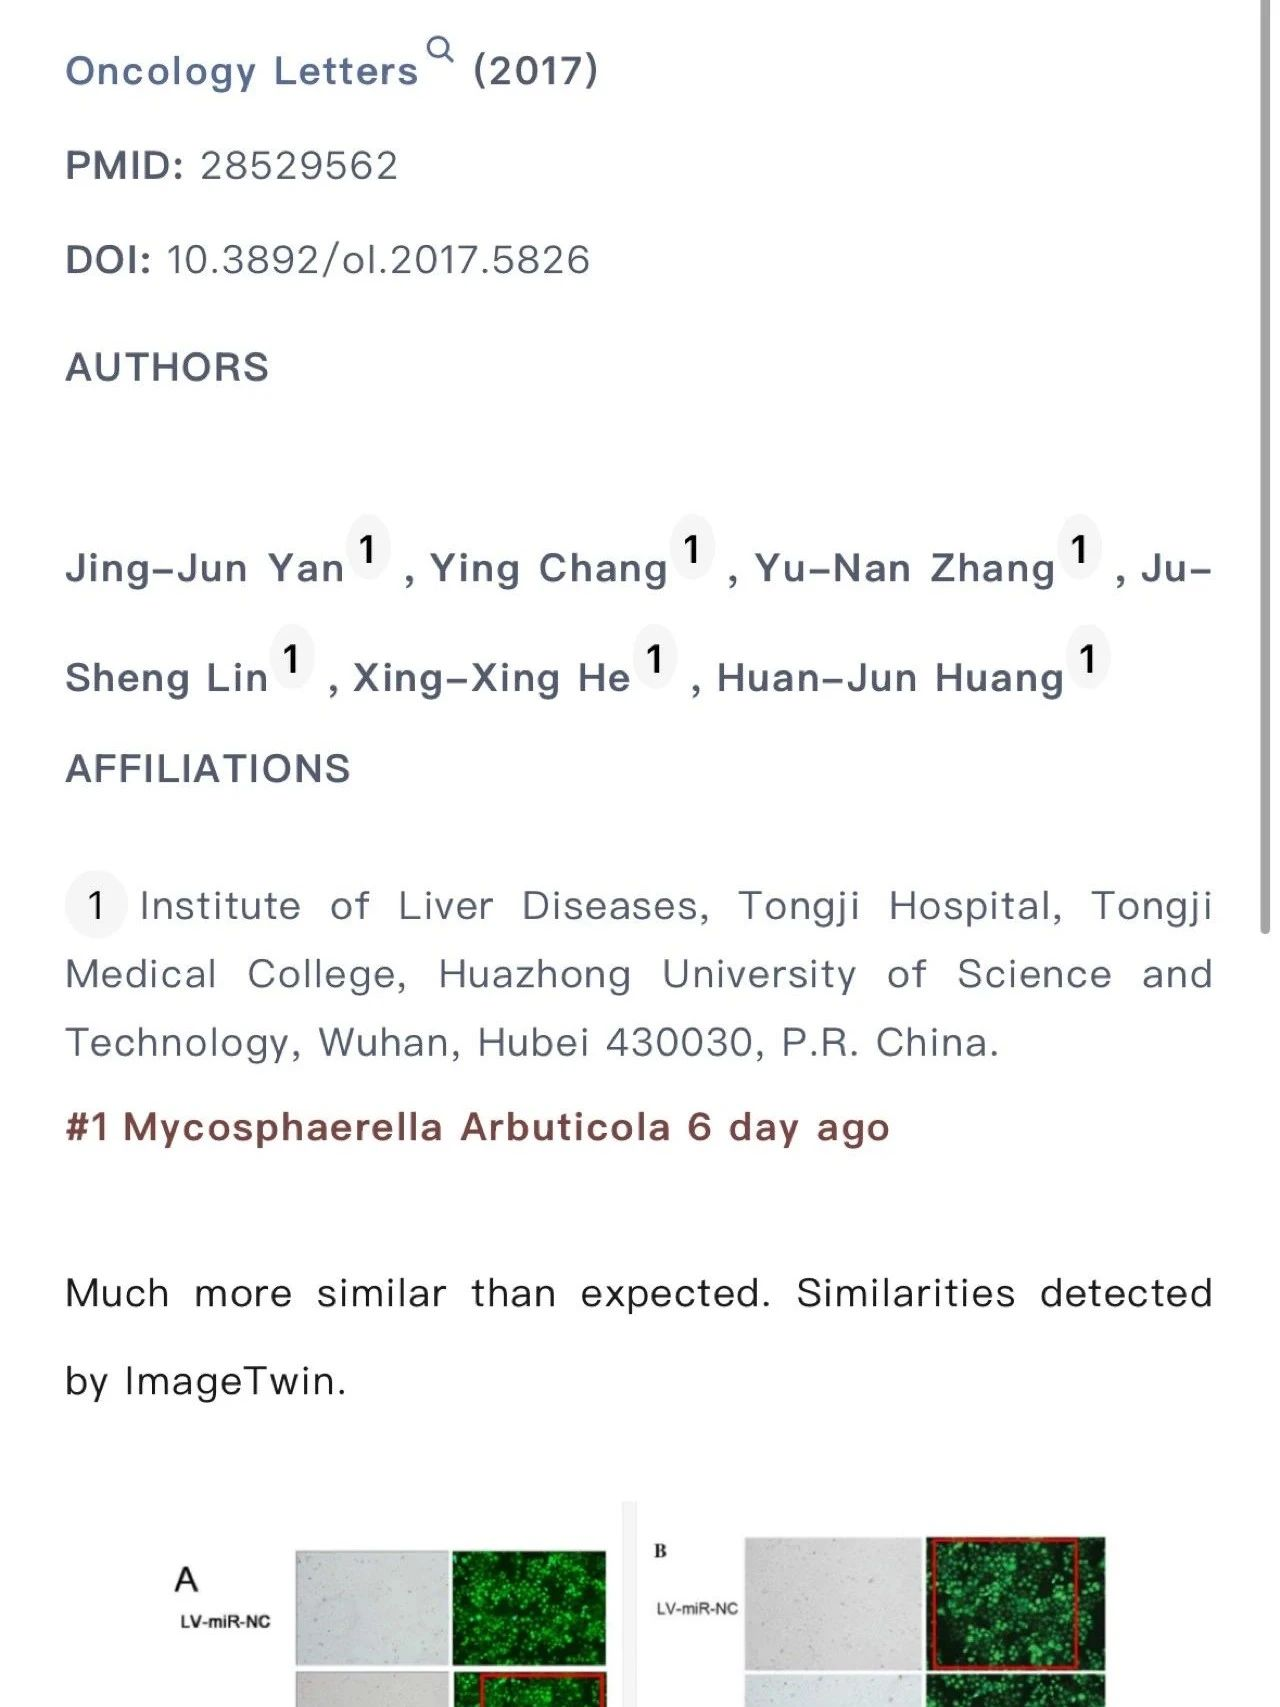 Oncology Letters (2017)
PMID: 28529562
DOI: 10.3892/ol.2017.5826
AUTHORS
Jing-Jun Yan 1 , Ying Chang 1 , Yu-Nan Zhang 1 , Ju-
Sheng Lin 1 , Xing-Xing He 1 , Huan-Jun Huang 1
AFFILIATIONS
1 Institute of Liver Diseases, Tongji Hospital, Tongji
Medical College, Huazhong University of Science and
Technology, Wuhan, Hubei 430030, P.R. China.
#1 Mycosphaerella Arbuticola 6 day ago
Much more similar than expected. Similarities detected
by ImageTwin.
A
LV-miR-NC
B
LV-miR-NC